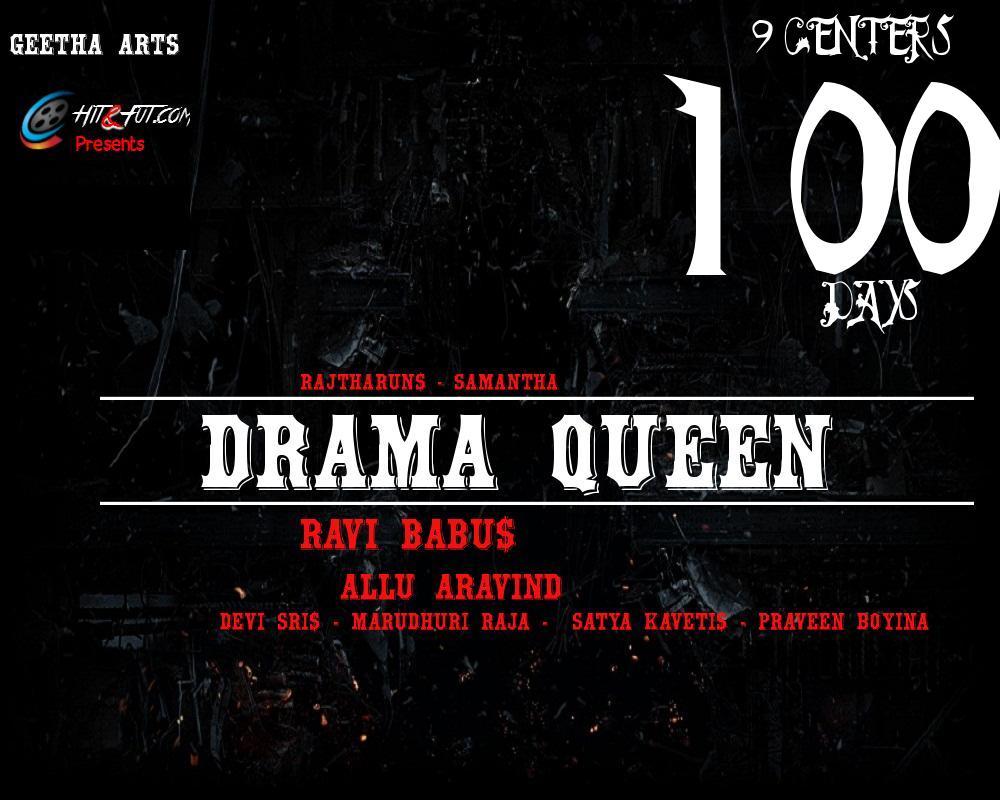 GEETHA ARTS
9 CENTERS
HIT&FUT.COM
Presents
100
DAYS
RAJTHARUN$ - SAMANTHA
DRAMA QUEEN
RAVI BABU$
ALLU ARAVIND
DEVI SRI$ - MARUDHURI RAJA - SATYA KAVETI$ - PRAVEEN BOYINA